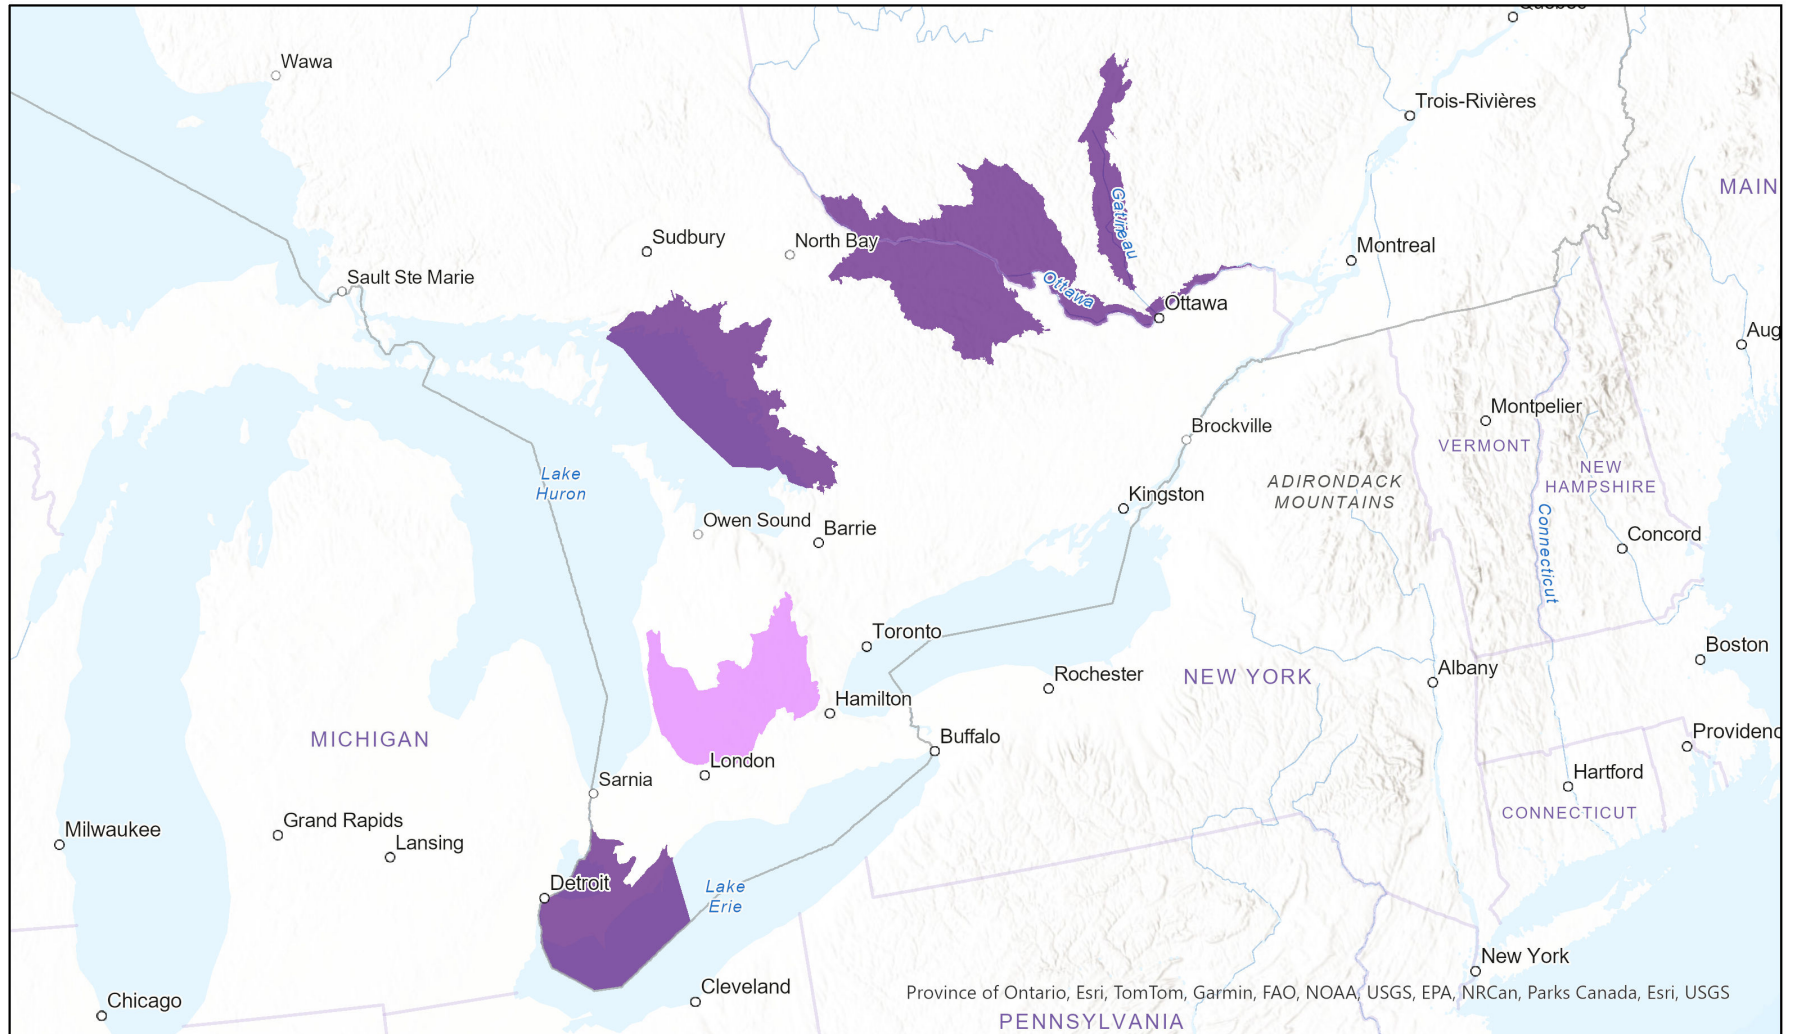 Wawa
Trois-Rivières
MAIN
Gatineau
Sudbury
North Bay
Montreal
Sault Ste Marie
Ottawa
Ottawa
Aug
Montpelier
Brockville
VERMONT
Lake
Huron
ADIRONDACK
MOUNTAINS
NEW
HAMPSHIRE
Kingston
Owen Sound
Barrie
Concord
Connecticut
Toronto
Boston
Rochester
NEW YORK
Albany
Hamilton
MICHIGAN
Buffalo
Providenc
London
Sarnia
Hartford
CONNECTICUT
Grand Rapids
Milwaukee
Lansing
Detroit
Lake
Erie
New York
Cleveland
Chicago
Province of Ontario, Esri, TomTom, Garmin, FAO, NOAA, USGS, EPA, NRCan, Parks Canada, Esri, USGS
PENNSYLVANIA